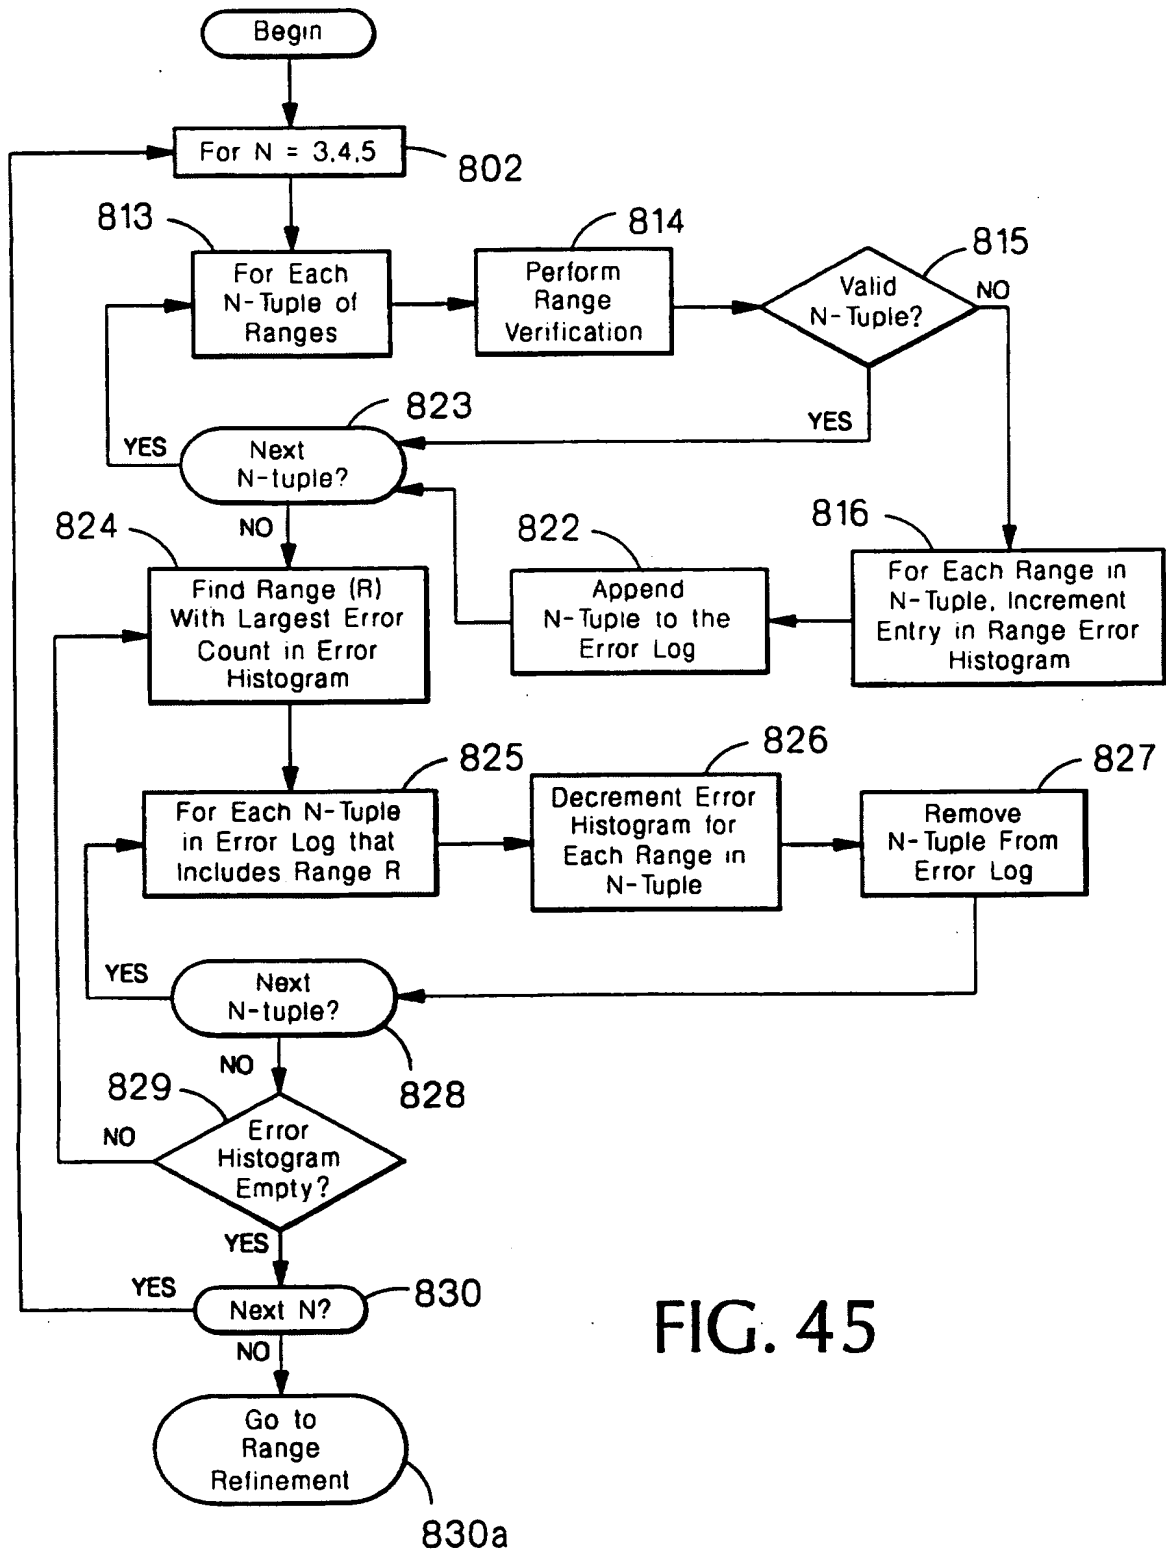 Begin
For N = 3,4,5
802
813
For Each
N-Tuple of
Ranges
814
Perform
Range
Verification
815
Valid
N-Tuple?
NO
YES
823
Next
N-tuple?
YES
NO
824
Find Range (R)
With Largest Error
Count in Error
Histogram
822
Append
N-Tuple to the
Error Log
816
For Each Range in
N-Tuple, Increment
Entry in Range Error
Histogram
825
For Each N-Tuple
in Error Log that
Includes Range R
826
Decrement Error
Histogram for
Each Range in
N-Tuple
827
Remove
N-Tuple From
Error Log
YES
Next
N-tuple?
828
NO
829
NO
Error
Histogram
Empty?
YES
YES
Next N?
830
NO
Go to
Range
Refinement
830a
FIG. 45